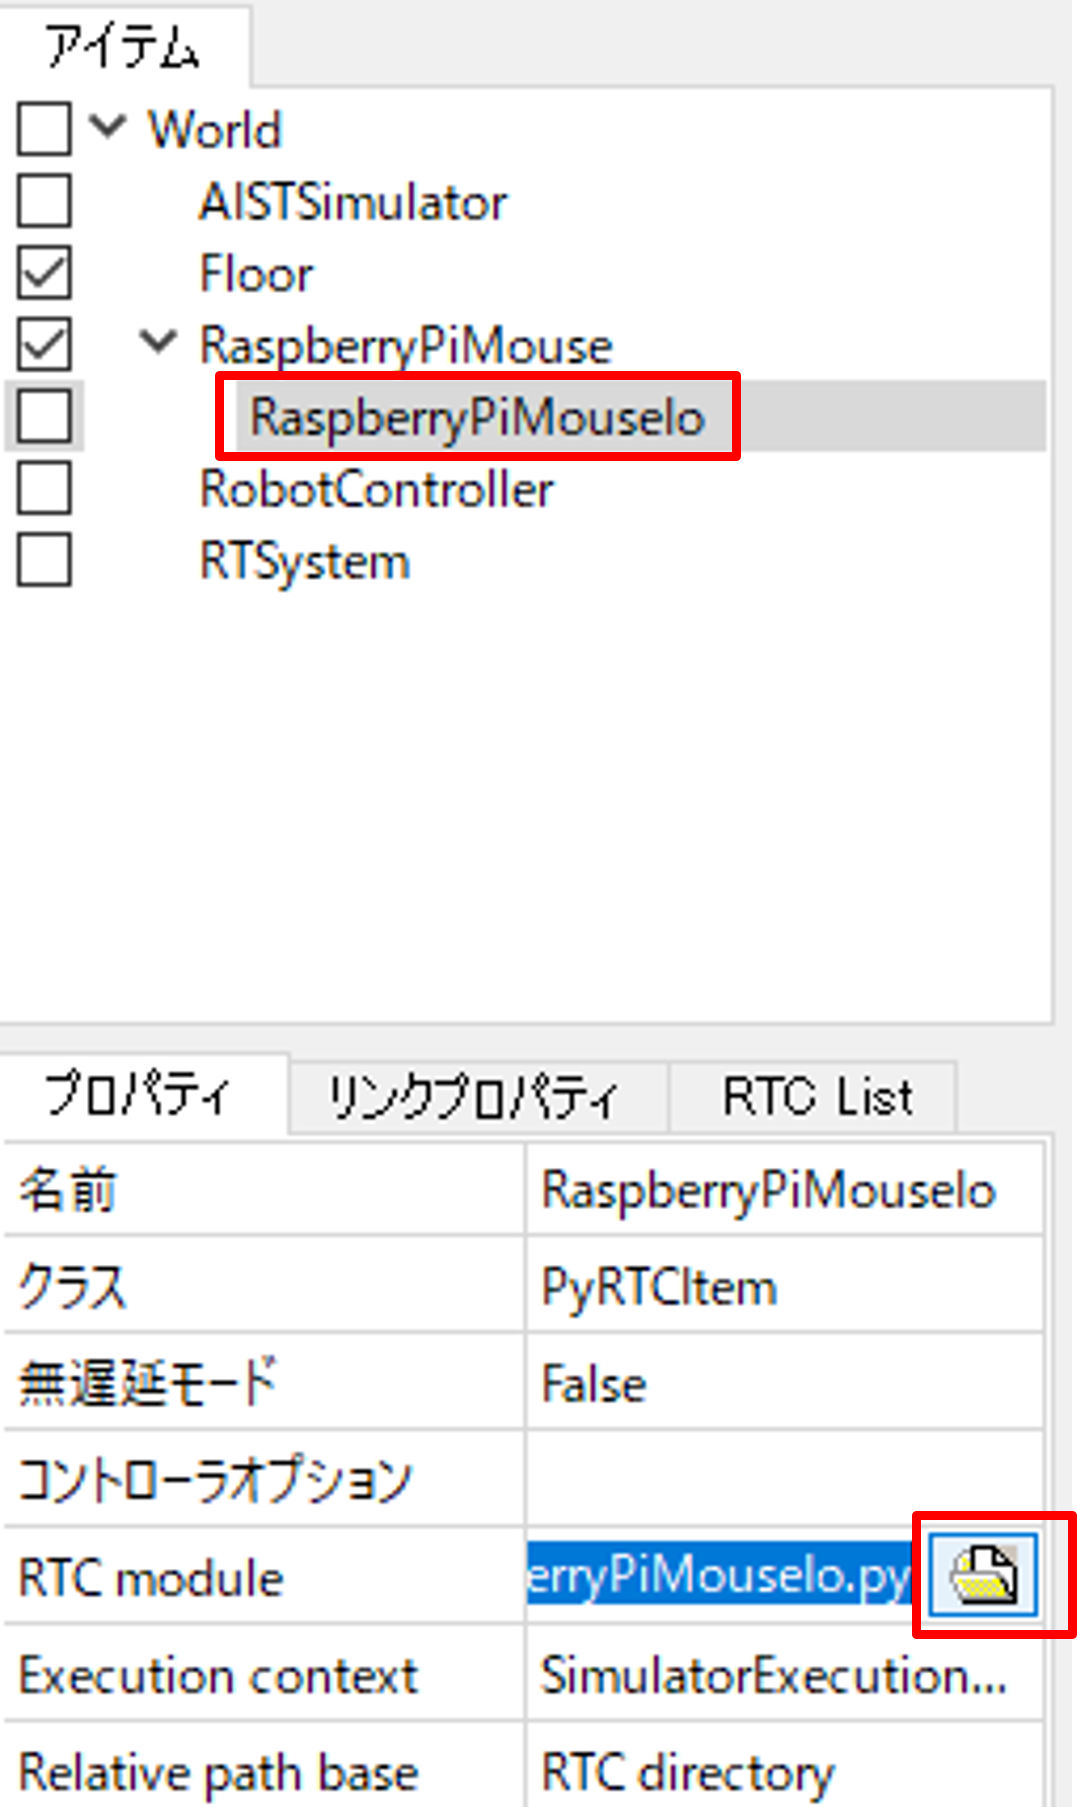 アイテム
World
AISTSimulator
Floor
RaspberryPiMouse
RaspberryPiMouseIo
RobotController
RTSystem
プロパティ リンクプロパティ RTC List
名前 RaspberryPiMouseIo
クラス PyRTCItem
無遅延モード False
コントローラオプション
RTC module erryPiMouseIo.py
Execution context SimulatorExecution...
Relative path base RTC directory